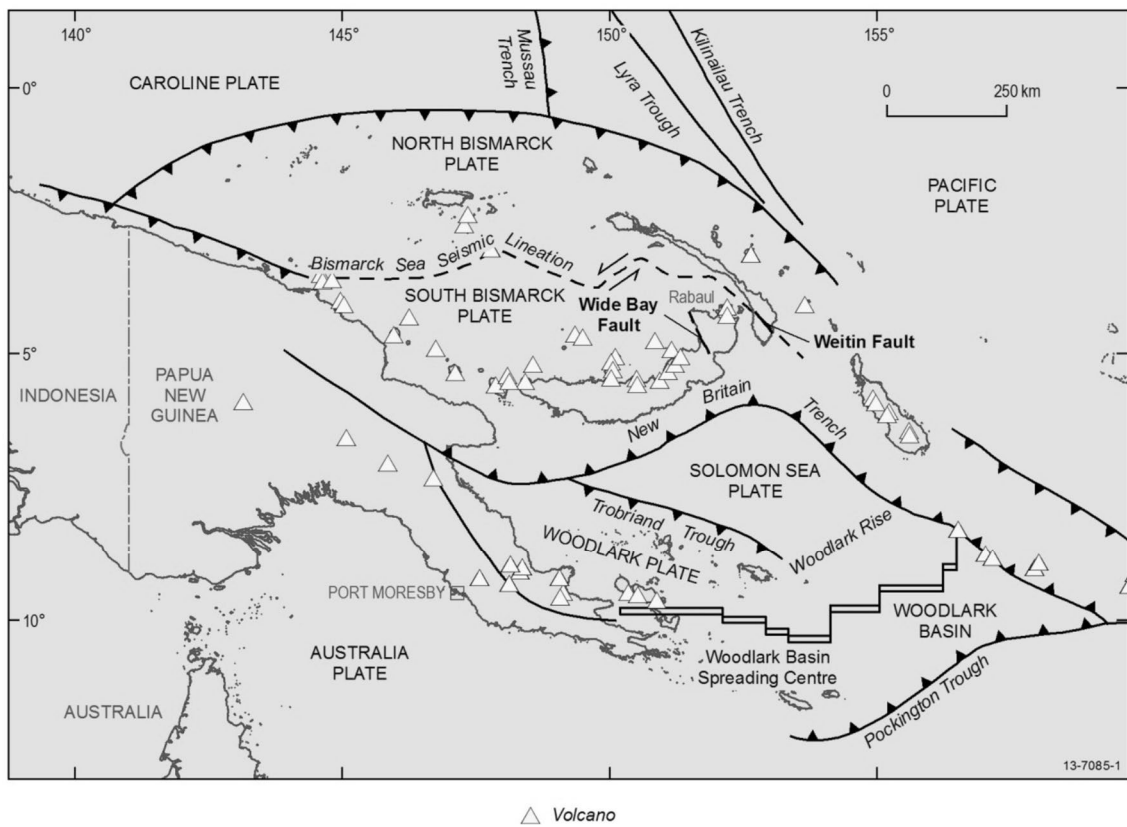 140°
145°
150°
155°
0°
5°
10°
Mussau
Trench
Lyra Trough
Kilinailau Trench
0
250 km
CAROLINE PLATE
NORTH BISMARCK
PLATE
PACIFIC
PLATE
Bismarck Sea Seismic Lineation
SOUTH BISMARCK
PLATE
Wide Bay
Fault
Rabaul
Weitin Fault
INDONESIA
PAPUA
NEW
GUINEA
New Britain Trench
SOLOMON SEA
PLATE
Trobriand
Trough
WOODLARK PLATE
Woodlark Rise
PORT MORESBY
WOODLARK
BASIN
AUSTRALIA
PLATE
Woodlark Basin
Spreading Centre
Pockington Trough
AUSTRALIA
13-7085-1
Volcano